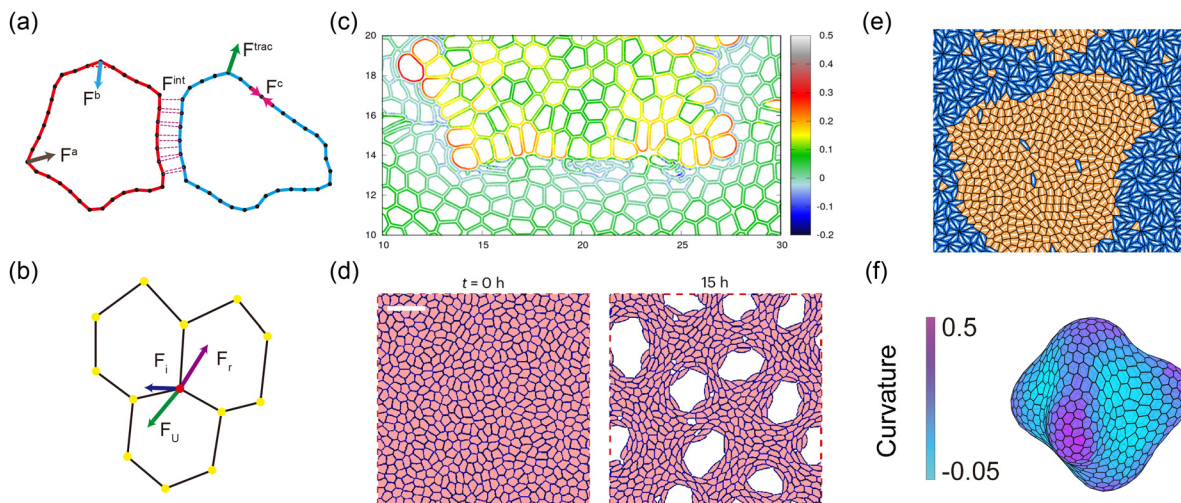 (a)
F^trac
F^int
F^b
F^c
F^a
(b)
F_i
F_r
F_U
(c)
20
18
16
14
12
10
10
15
20
25
30
0.5
0.4
0.3
0.2
0.1
0
-0.1
-0.2
(d)
t = 0 h
15 h
(e)
(f)
Curvature
0.5
-0.05